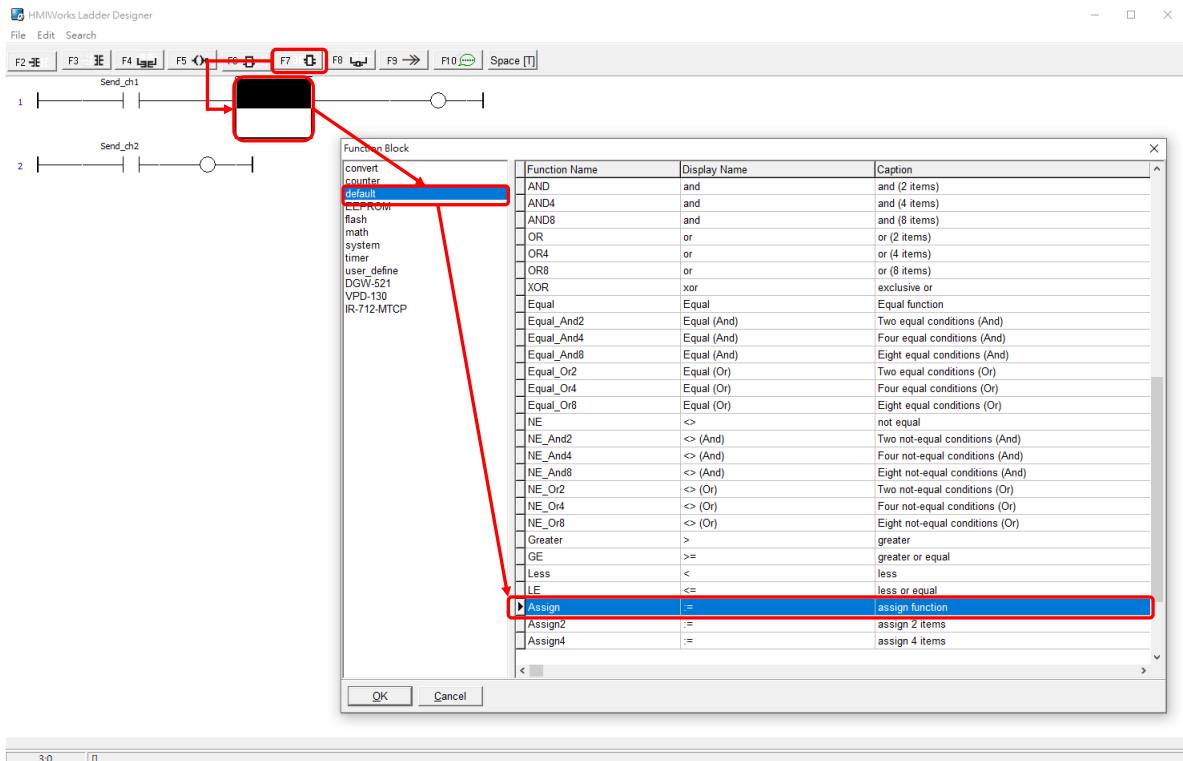 HMIWorks Ladder Designer
File Edit Search
F2 F3 F4 F5 F6 F7 F8 F9 F10 Space [T]
Send_ch1
1
Send_ch2
2
Function Block
convert
counter
default
EEPROM
flash
math
system
timer
user_define
DGW-521
VPD-130
IR-712-MTCP
Function Name Display Name Caption
AND and and (2 items)
AND4 and and (4 items)
AND8 and and (8 items)
OR or or (2 items)
OR4 or or (4 items)
OR8 or or (8 items)
XOR xor exclusive or
Equal Equal Equal function
Equal_And2 Equal (And) Two equal conditions (And)
Equal_And4 Equal (And) Four equal conditions (And)
Equal_And8 Equal (And) Eight equal conditions (And)
Equal_Or2 Equal (Or) Two equal conditions (Or)
Equal_Or4 Equal (Or) Four equal conditions (Or)
Equal_Or8 Equal (Or) Eight equal conditions (Or)
NE <> not equal
NE_And2 <> (And) Two not-equal conditions (And)
NE_And4 <> (And) Four not-equal conditions (And)
NE_And8 <> (And) Eight not-equal conditions (And)
NE_Or2 <> (Or) Two not-equal conditions (Or)
NE_Or4 <> (Or) Four not-equal conditions (Or)
NE_Or8 <> (Or) Eight not-equal conditions (Or)
Greater > greater
GE >= greater or equal
Less < less
LE <= less or equal
Assign := assign function
Assign2 := assign 2 items
Assign4 := assign 4 items
OK Cancel
3:0 []